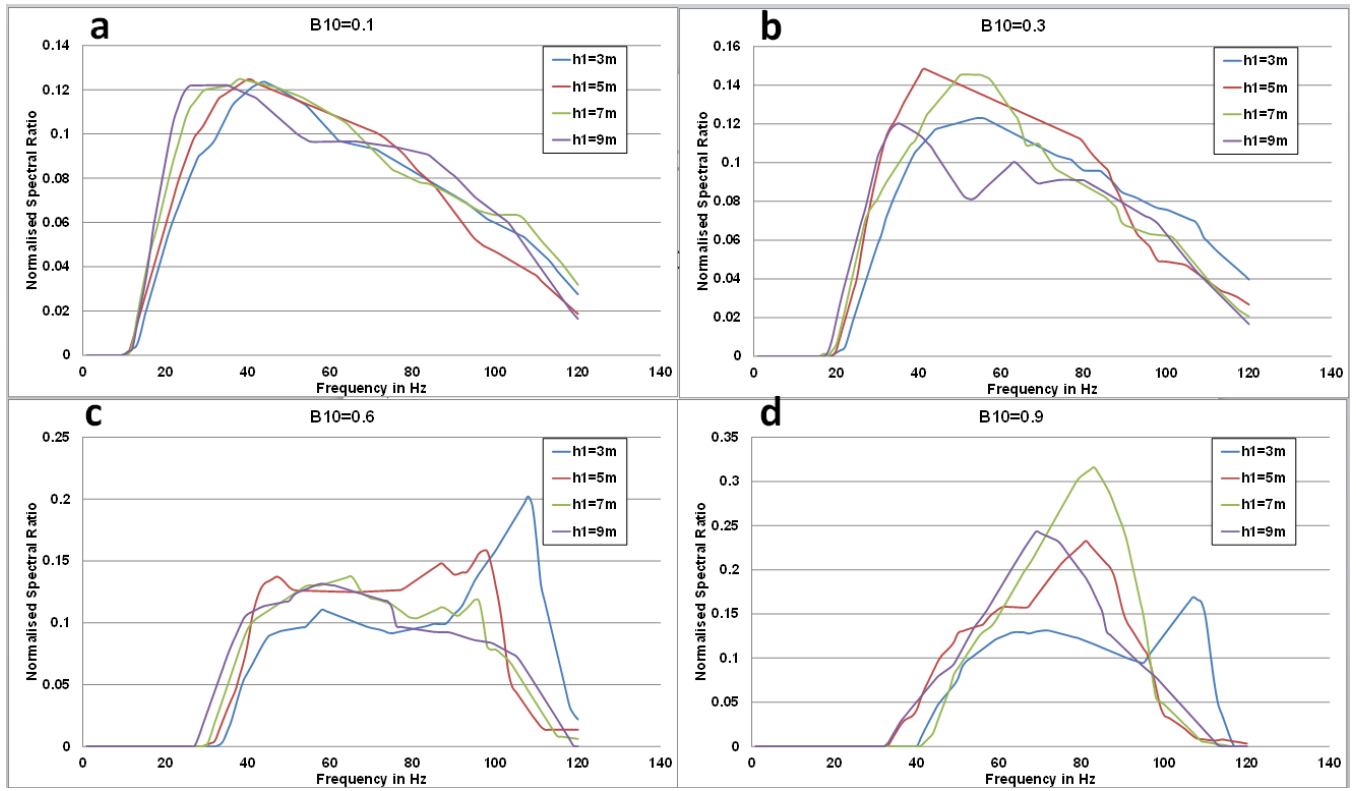 a
B10=0.1
Normalised Spectral Ratio
0.14
0.12
0.1
0.08
0.06
0.04
0.02
0
0 20 40 60 80 100 120 140
Frequency in Hz
h1=3m
h1=5m
h1=7m
h1=9m
b
B10=0.3
Normalised Spectral Ratio
0.16
0.14
0.12
0.1
0.08
0.06
0.04
0.02
0
0 20 40 60 80 100 120 140
Frequency in Hz
h1=3m
h1=5m
h1=7m
h1=9m
c
B10=0.6
Normalised Spectral Ratio
0.25
0.2
0.15
0.1
0.05
0
0 20 40 60 80 100 120 140
Frequency in Hz
h1=3m
h1=5m
h1=7m
h1=9m
d
B10=0.9
Normalised Spectral Ratio
0.35
0.3
0.25
0.2
0.15
0.1
0.05
0
0 20 40 60 80 100 120 140
Frequency in Hz
h1=3m
h1=5m
h1=7m
h1=9m